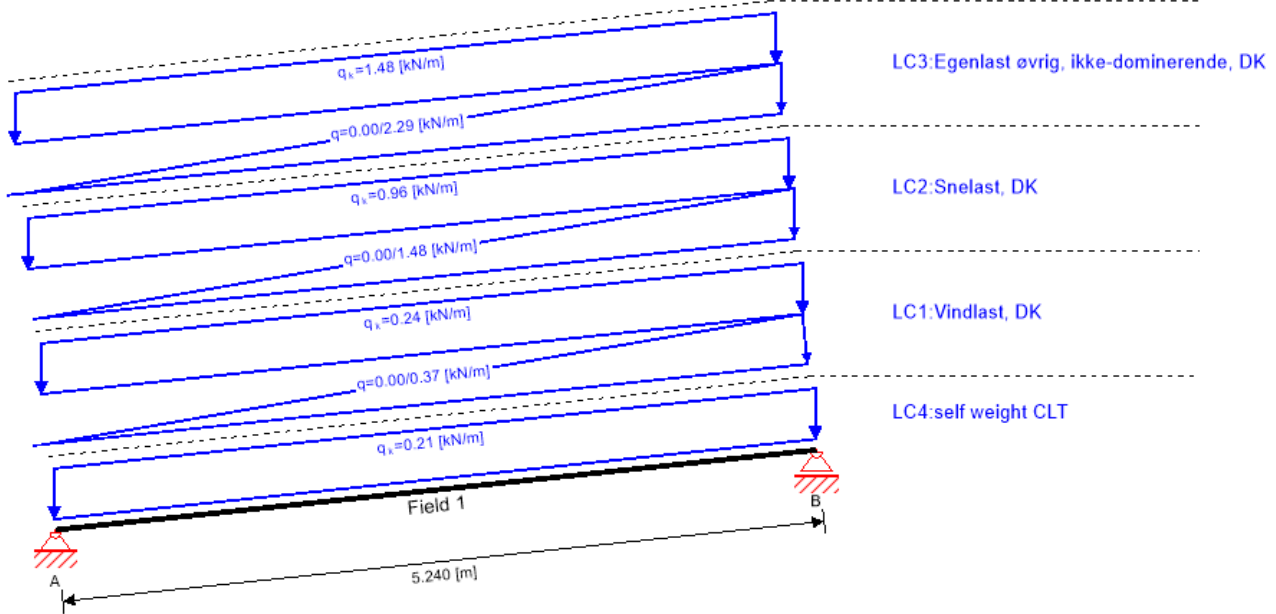 qₖ=1.48 [kN/m]
LC3:Egenlast øvrig, ikke-dominerende, DK
q=0.00/2.29 [kN/m]
qₖ=0.96 [kN/m]
LC2:Snelast, DK
q=0.00/1.48 [kN/m]
qₖ=0.24 [kN/m]
LC1:Vindlast, DK
q=0.00/0.37 [kN/m]
LC4:self weight CLT
qₖ=0.21 [kN/m]
Field 1
A
B
5.240 [m]